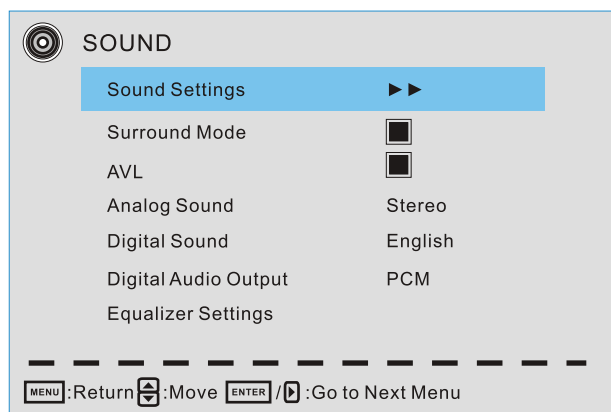 SOUND
Sound Settings ►►
Surround Mode
AVL
Analog Sound Stereo
Digital Sound English
Digital Audio Output PCM
Equalizer Settings
MENU:Return :Move ENTER / :Go to Next Menu